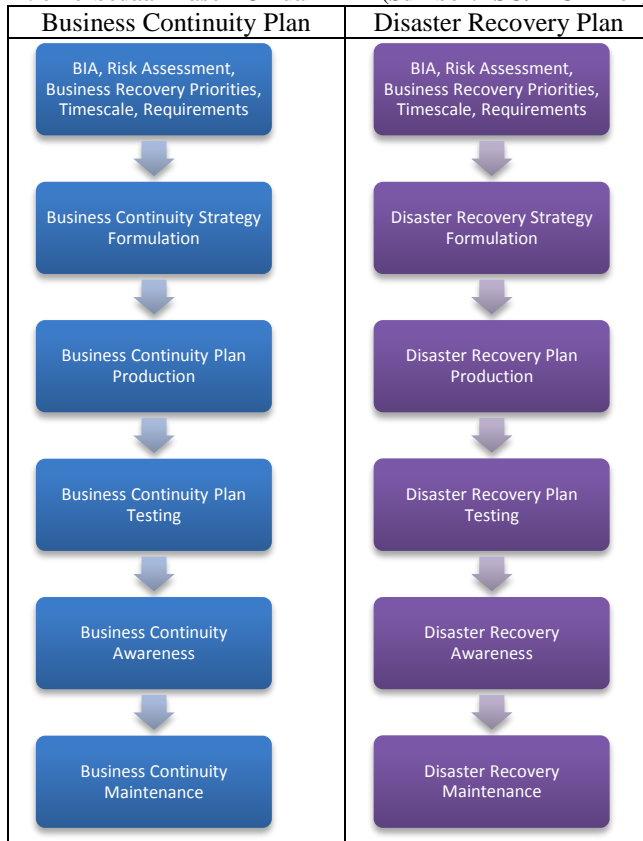 Business Continuity Plan
Disaster Recovery Plan
BIA, Risk Assessment,
Business Recovery Priorities,
Timescale, Requirements
Business Continuity Strategy
Formulation
Business Continuity Plan
Production
Business Continuity Plan
Testing
Business Continuity
Awareness
Business Continuity
Maintenance
BIA, Risk Assessment,
Business Recovery Priorities,
Timescale, Requirements
Disaster Recovery Strategy
Formulation
Disaster Recovery Plan
Production
Disaster Recovery Plan
Testing
Disaster Recovery
Awareness
Disaster Recovery
Maintenance